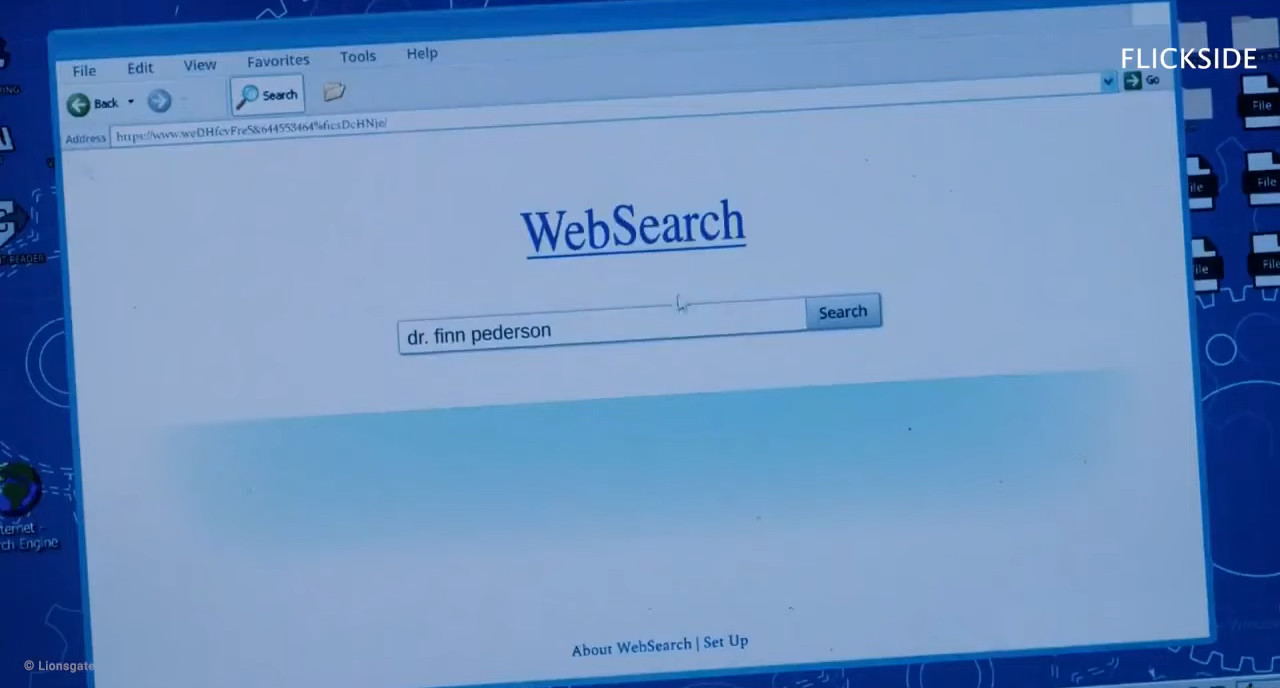 File Edit View Favorites Tools Help
FLICKSIDE
Back Search
Go
Address
WebSearch
dr. finn pederson Search
File
File
File
About WebSearch | Set Up
© Lionsgate